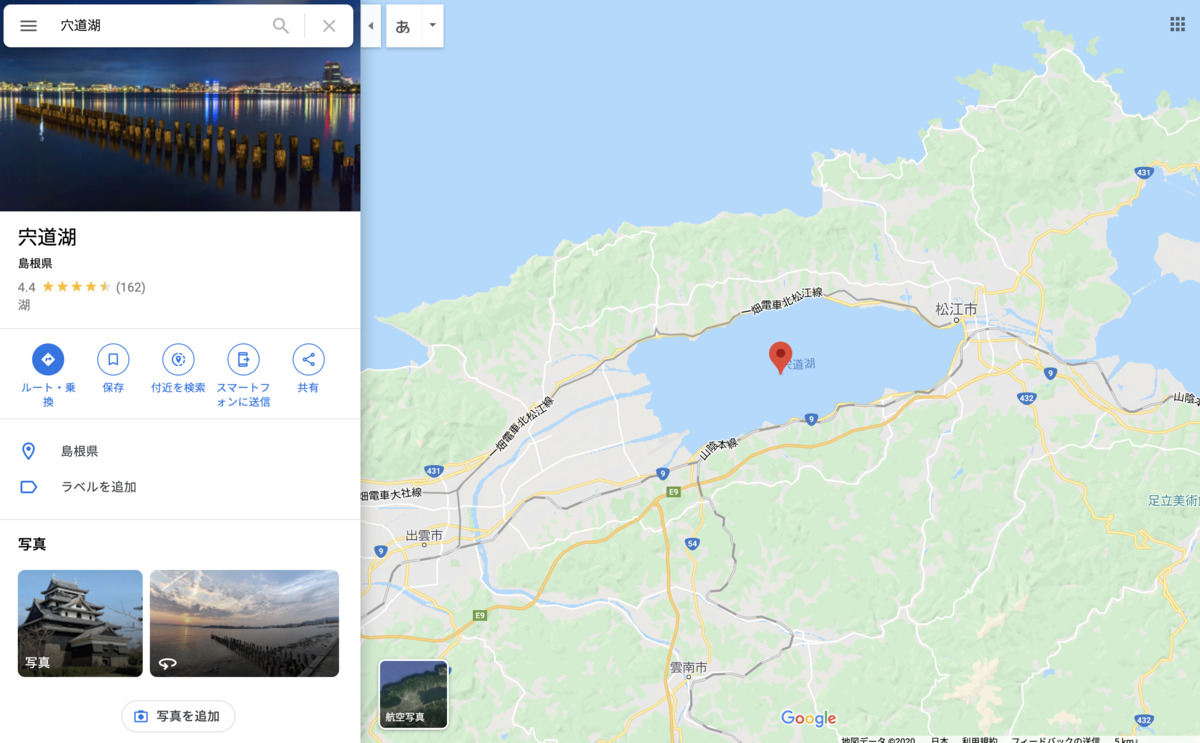 穴道湖
あ
宍道湖
島根県
4.4
(162)
湖
ルート・乗
換
保存
付近を検索
スマートフ
ォンに送信
共有
島根県
ラベルを追加
写真
写真
写真を追加
431
一畑電車北松江線
松江市
宍道湖
9
432
山陰本
9
一畑電車北松江線
山陰本線
431
9
E9
畑電車大社線
足立美術館
出雲市
9
54
E9
雲南市
航空写真
Google
432
地図データ ©2020
日本
利用規約
フィードバックの送信
5 km